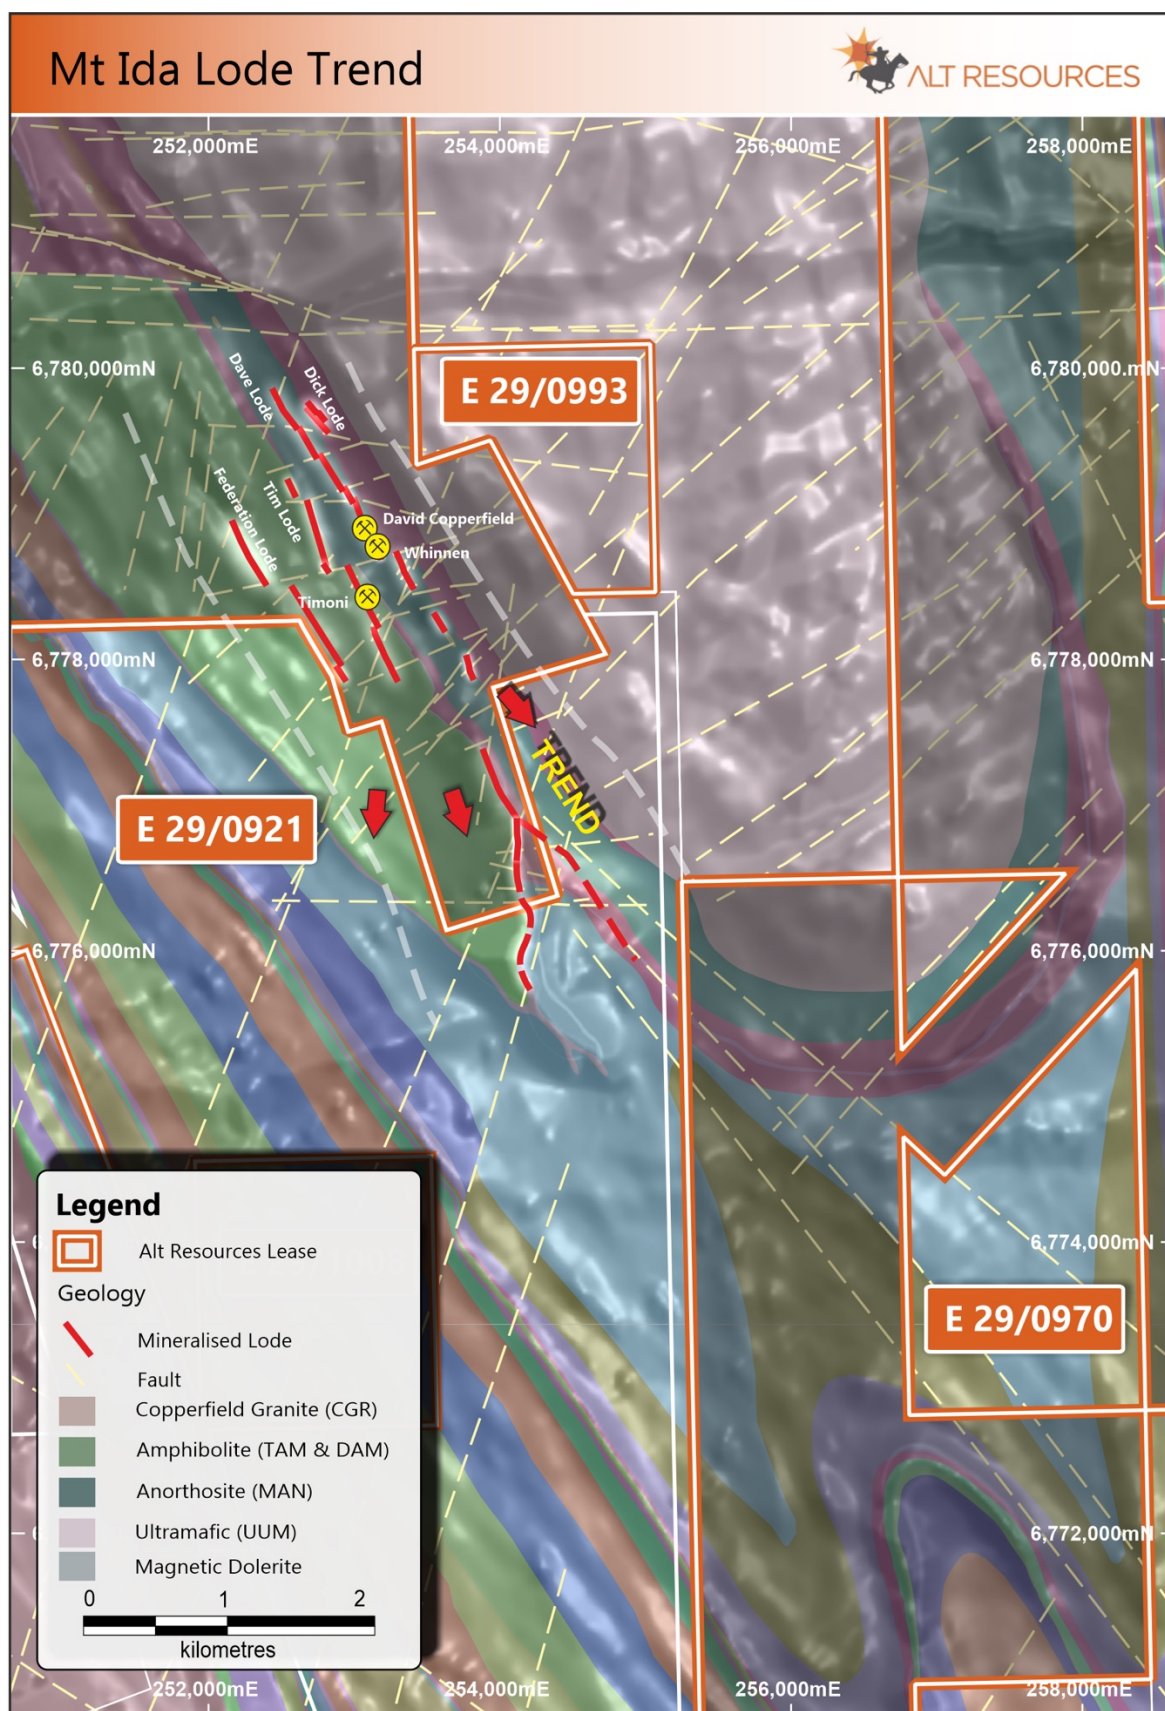 Mt Ida Lode Trend
ALT RESOURCES
252,000mE
254,000mE
256,000mE
258,000mE
6,780,000mN
6,780,000.mN
E 29/0993
Dave Lode
Dick Lode
Federation Lode
Tim Lode
David Copperfield
Whinnen
Timoni
6,778,000mN
6,778,000mN
TREND
E 29/0921
6,776,000mN
6,776,000mN
6,774,000mN
E 29/0970
6,772,000mN
Legend
Alt Resources Lease
Geology
Mineralised Lode
Fault
Copperfield Granite (CGR)
Amphibolite (TAM & DAM)
Anorthosite (MAN)
Ultramafic (UUM)
Magnetic Dolerite
0 1 2
kilometres
252,000mE
254,000mE
256,000mE
258,000mE